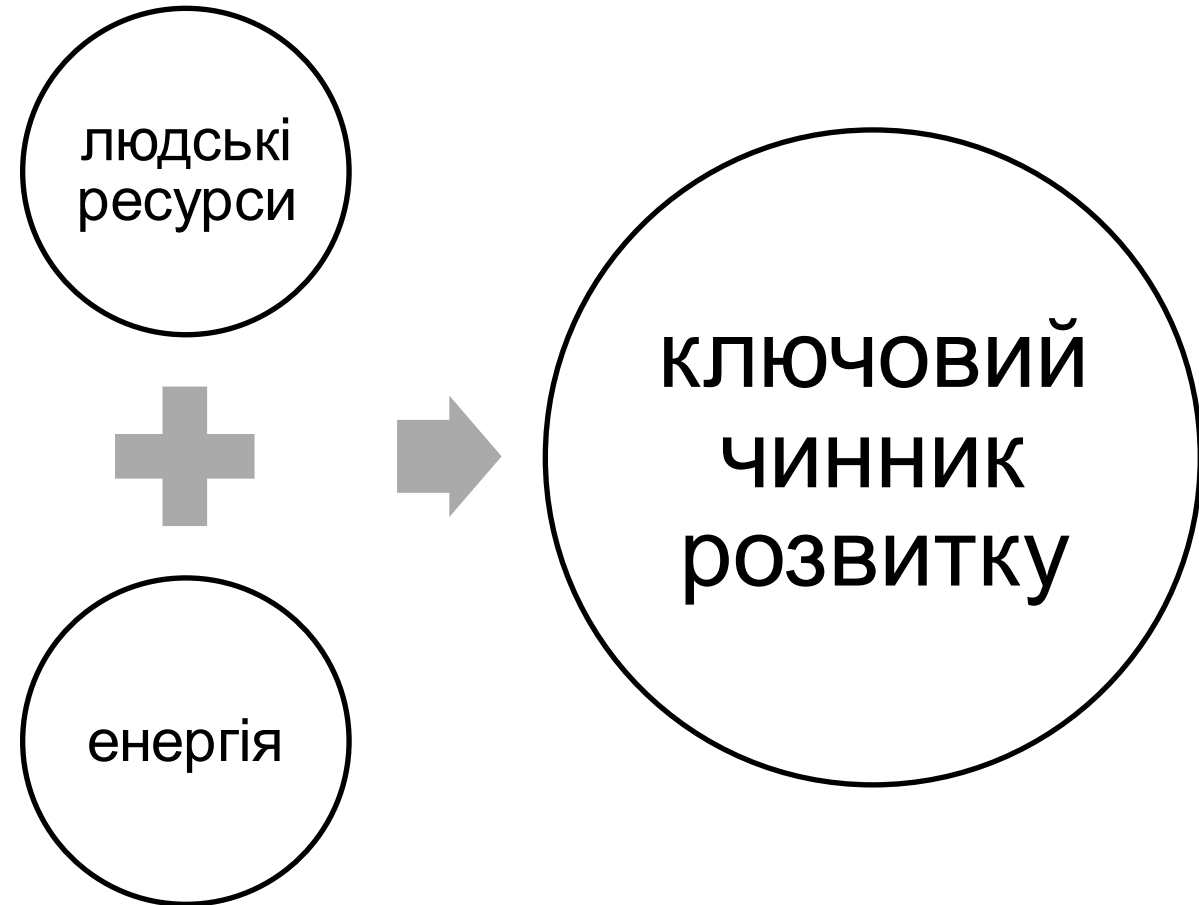 людські
ресурси
енергія
ключовий
чинник
розвитку